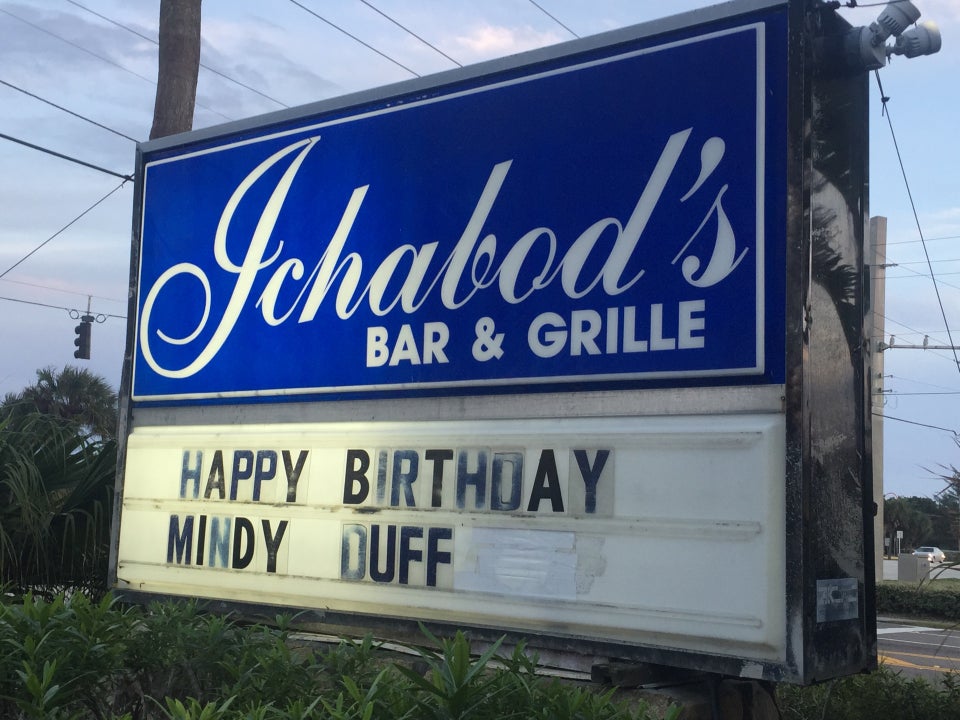 Ichabod's
BAR & GRILLE
HAPPY BIRTHDAY
MINDY DUFF